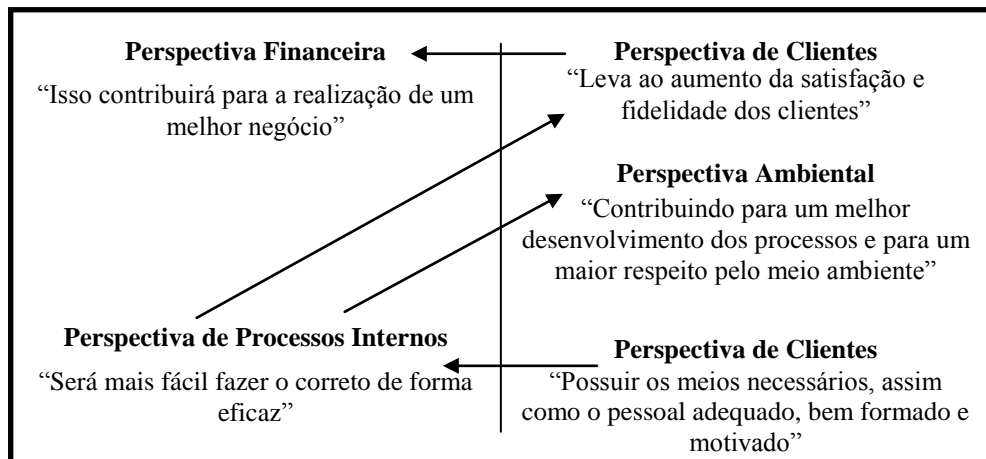 Perspectiva Financeira
“Isso contribuirá para a realização de um
melhor negócio”
Perspectiva de Clientes
“Leva ao aumento da satisfação e
fidelidade dos clientes”
Perspectiva Ambiental
“Contribuindo para um melhor
desenvolvimento dos processos e para um
maior respeito pelo meio ambiente”
Perspectiva de Processos Internos
“Será mais fácil fazer o correto de forma
eficaz”
Perspectiva de Clientes
“Possuir os meios necessários, assim
como o pessoal adequado, bem formado e
motivado”